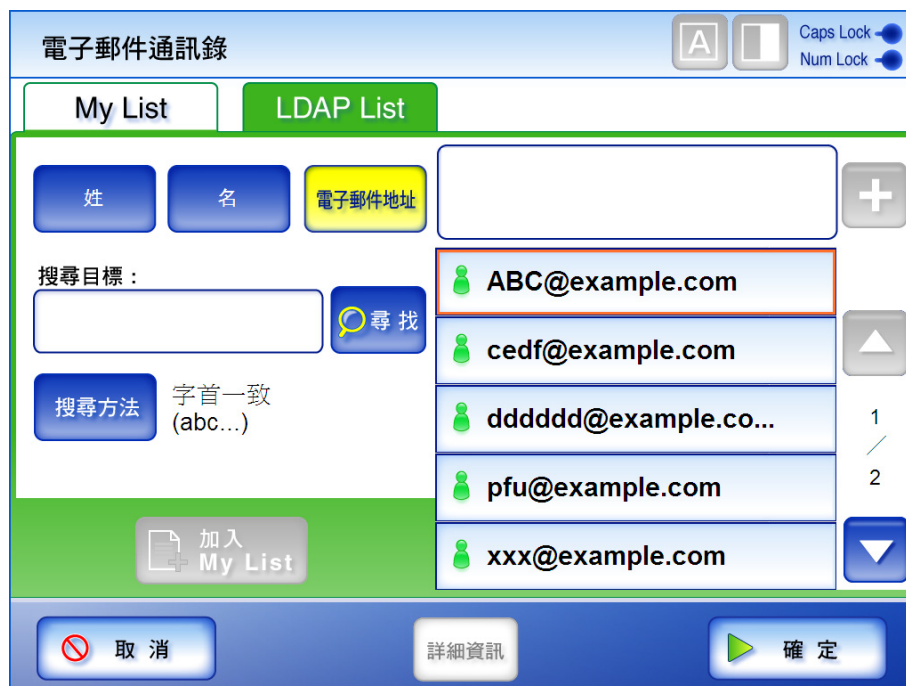 電子郵件通訊錄
A
Caps Lock
Num Lock
My List
LDAP List
姓
名
電子郵件地址
搜尋目標：
尋找
搜尋方法
字首一致
(abc...)
加入
My List
ABC@example.com
cedf@example.com
dddddd@example.co...
pfu@example.com
xxx@example.com
1
/
2
取消
詳細資訊
確定